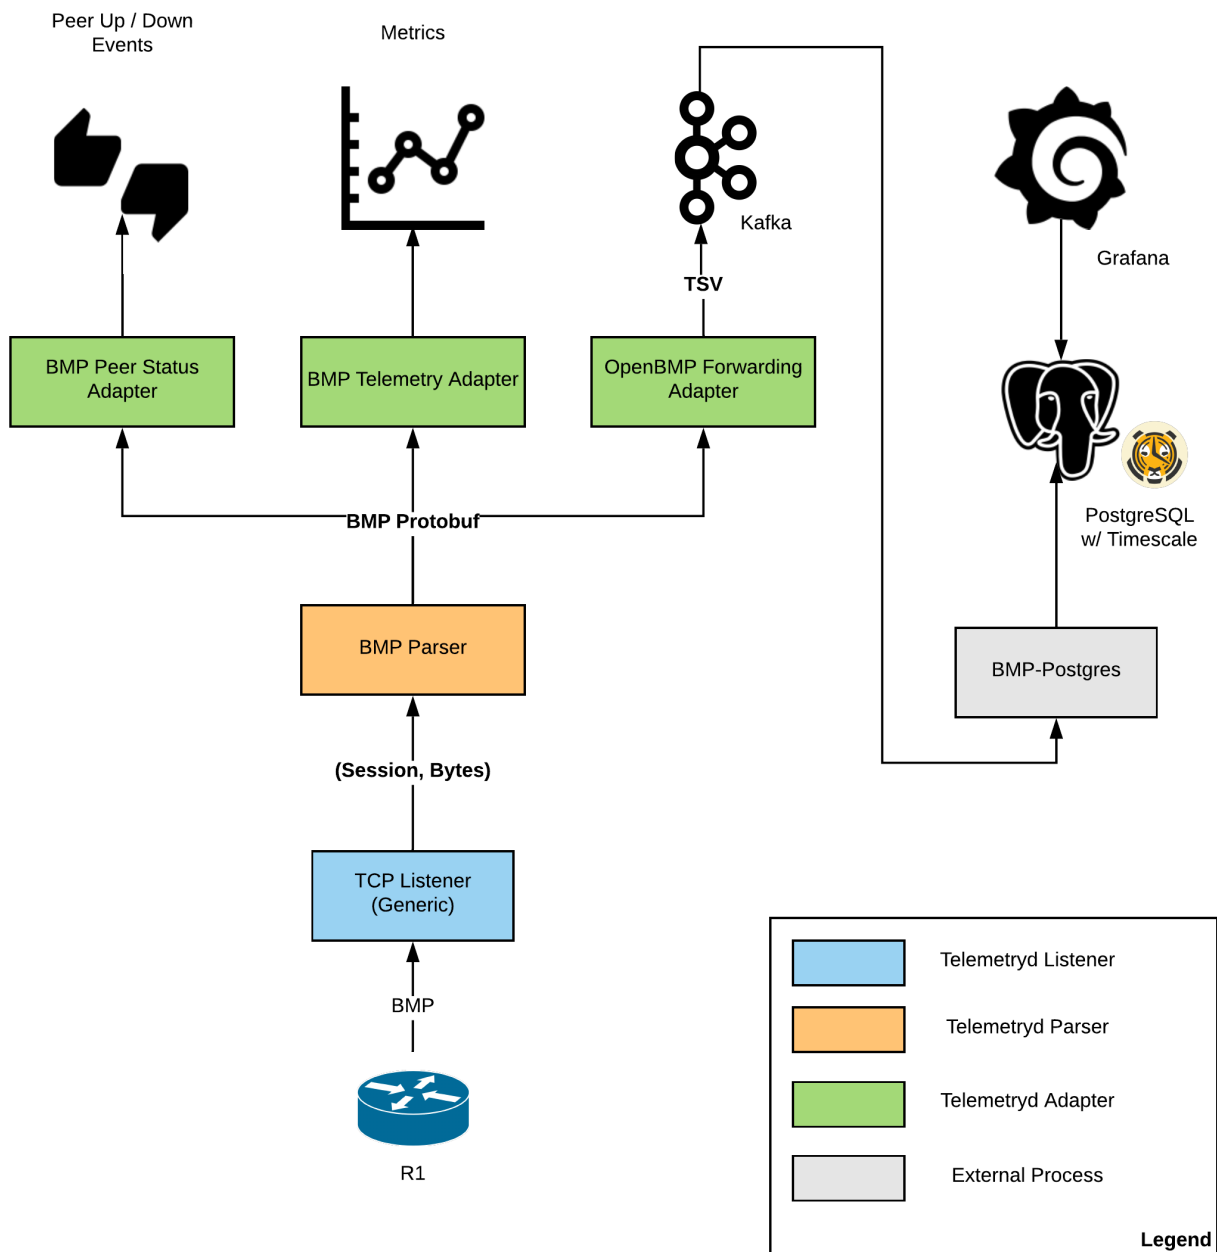 Peer Up / Down
Events
Metrics
Kafka
Grafana
TSV
BMP Peer Status
Adapter
BMP Telemetry Adapter
OpenBMP Forwarding
Adapter
BMP Protobuf
PostgreSQL
w/ Timescale
BMP Parser
BMP-Postgres
(Session, Bytes)
TCP Listener
(Generic)
BMP
R1
Telemetryd Listener
Telemetryd Parser
Telemetryd Adapter
External Process
Legend